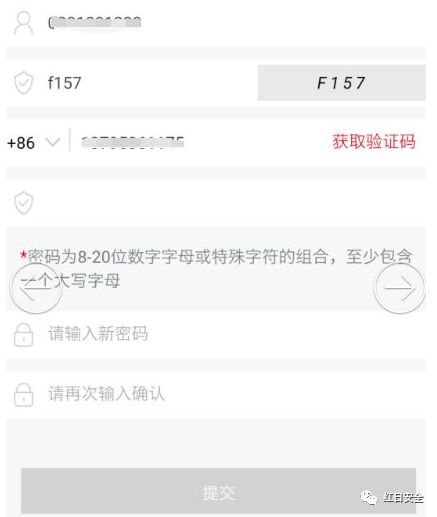 f157
F157
+86
获取验证码
*密码为8-20位数字字母或特殊字符的组合，至少包含
一个大写字母
请输入新密码
请再次输入确认
提交
红日安全